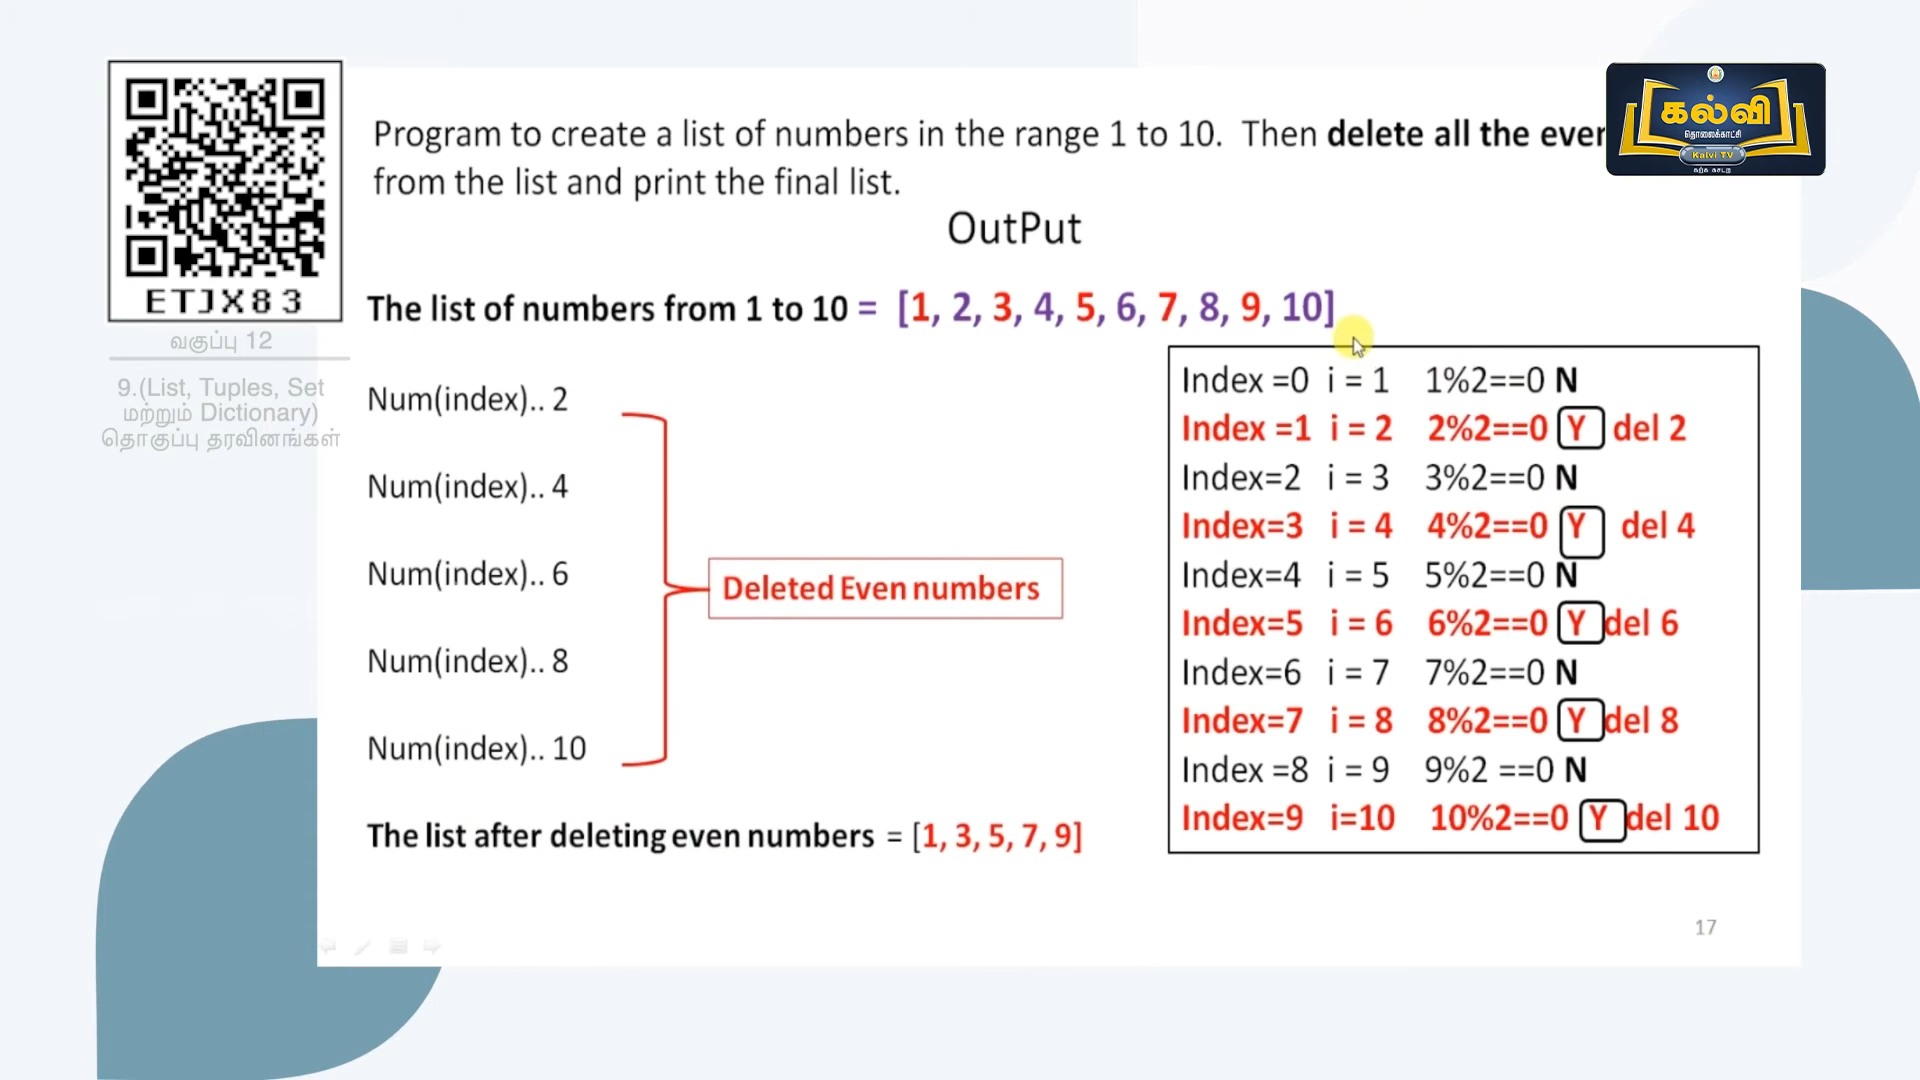 Program to create a list of numbers in the range 1 to 10. Then delete all the even
from the list and print the final list.
OutPut
கல்வி
தொலைக்காட்சி
Kalvi TV
கற்க கசடற
ETJX83
வகுப்பு 12
9.(List, Tuples, Set
மற்றும் Dictionary)
தொகுப்பு தரவினங்கள்
The list of numbers from 1 to 10 = [1, 2, 3, 4, 5, 6, 7, 8, 9, 10]
Num(index).. 2
Num(index).. 4
Num(index).. 6
Num(index).. 8
Num(index).. 10
Deleted Even numbers
The list after deleting even numbers = [1, 3, 5, 7, 9]
Index =0 i = 1 1%2==0 N
Index =1 i = 2 2%2==0 Y del 2
Index=2 i = 3 3%2==0 N
Index=3 i = 4 4%2==0 Y del 4
Index=4 i = 5 5%2==0 N
Index=5 i = 6 6%2==0 Y del 6
Index=6 i = 7 7%2==0 N
Index=7 i = 8 8%2==0 Y del 8
Index =8 i = 9 9%2 ==0 N
Index=9 i=10 10%2==0 Y del 10
17